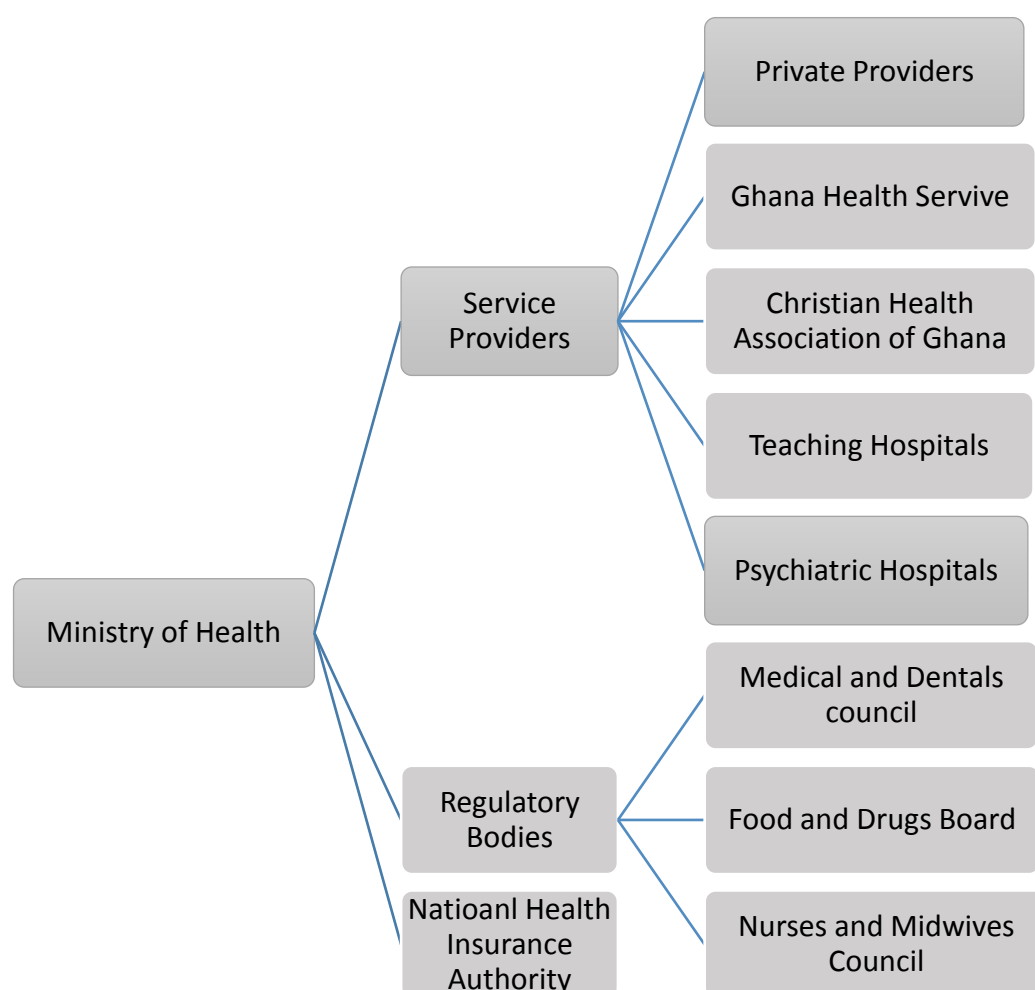 Private Providers
Ghana Health Servive
Service
Providers
Christian Health
Association of Ghana
Teaching Hospitals
Psychiatric Hospitals
Ministry of Health
Medical and Dentals
council
Regulatory
Bodies
Food and Drugs Board
Natioanl Health
Insurance
Authority
Nurses and Midwives
Council